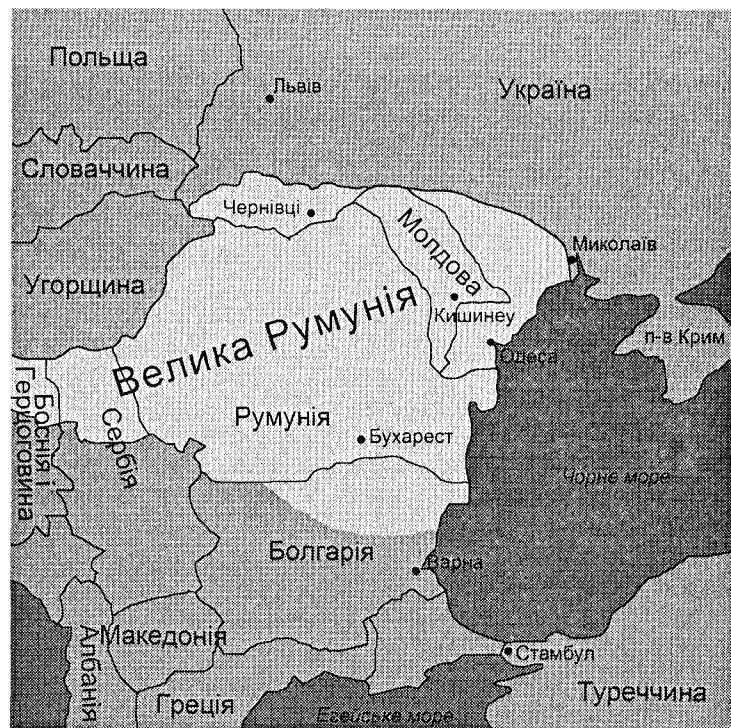 Польща
Львів
Україна
Словаччина
Чернівці
Молдова
Миколаїв
Угорщина
Кишинеу
п-в Крим
Велика Румунія
Одеса
Боснія і
Герцоговина
Сербія
Румунія
Бухарест
Чорне море
Болгарія
Варна
Македонія
Албанія
Стамбул
Греція
Туреччина
Егейське море